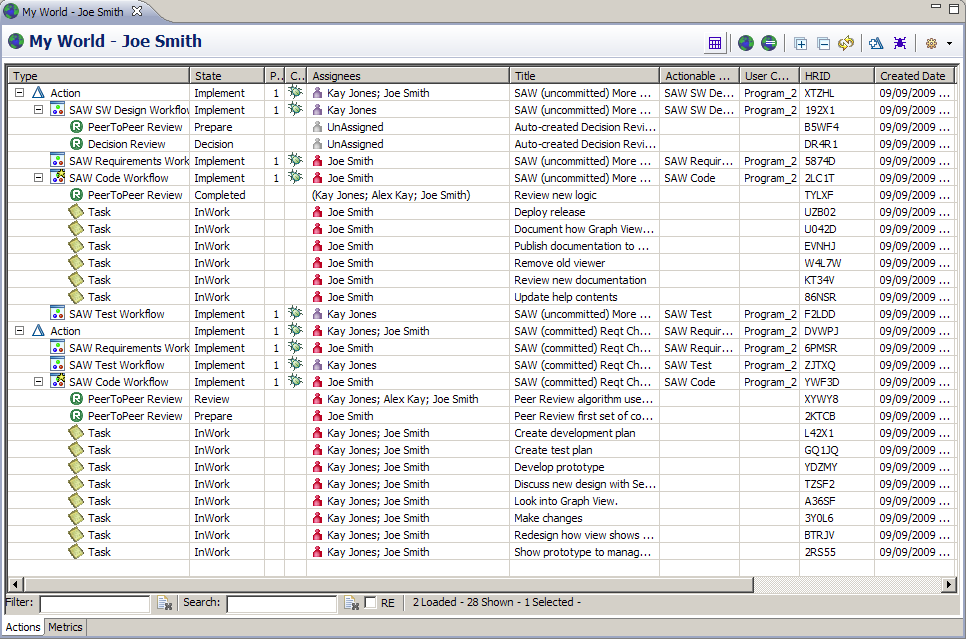 My World - Joe Smith
My World - Joe Smith
Type State P.. C.. Assignees Title Actionable ... User C... HRID Created Date
Action Implement 1 Kay Jones; Joe Smith SAW (uncommitted) More ... SAW SW De... Program_2 XTZHL 09/09/2009 ...
SAW SW Design Workflow Implement 1 Kay Jones SAW (uncommitted) More ... SAW SW De... Program_2 192X1 09/09/2009 ...
PeerToPeer Review Prepare UnAssigned Auto-created Decision Revi... B5WF4 09/09/2009 ...
Decision Review Decision UnAssigned Auto-created Decision Revi... DR4R1 09/09/2009 ...
SAW Requirements Work Implement 1 Joe Smith SAW (uncommitted) More ... SAW Requir... Program_2 5874D 09/09/2009 ...
SAW Code Workflow Implement 1 Joe Smith SAW (uncommitted) More ... SAW Code Program_2 2LC1T 09/09/2009 ...
PeerToPeer Review Completed (Kay Jones; Alex Kay; Joe Smith) Review new logic TYLXF 09/09/2009 ...
Task InWork Joe Smith Deploy release UZB02 09/09/2009 ...
Task InWork Joe Smith Document how Graph View... U042D 09/09/2009 ...
Task InWork Joe Smith Publish documentation to ... EVNHJ 09/09/2009 ...
Task InWork Joe Smith Remove old viewer W4L7W 09/09/2009 ...
Task InWork Joe Smith Review new documentation KT34V 09/09/2009 ...
Task InWork Joe Smith Update help contents 86NSR 09/09/2009 ...
SAW Test Workflow Implement 1 Kay Jones SAW (uncommitted) More ... SAW Test Program_2 F2LDD 09/09/2009 ...
Action Implement 1 Kay Jones; Joe Smith SAW (committed) Reqt Ch... SAW Requir... Program_2 DVWPJ 09/09/2009 ...
SAW Requirements Work Implement 1 Joe Smith SAW (committed) Reqt Ch... SAW Requir... Program_2 6PMSR 09/09/2009 ...
SAW Test Workflow Implement 1 Kay Jones SAW (committed) Reqt Ch... SAW Test Program_2 ZJTXQ 09/09/2009 ...
SAW Code Workflow Implement 1 Joe Smith SAW (committed) Reqt Ch... SAW Code Program_2 YWF3D 09/09/2009 ...
PeerToPeer Review Review Kay Jones; Alex Kay; Joe Smith Peer Review algorithm use... XYWY8 09/09/2009 ...
PeerToPeer Review Prepare Joe Smith Peer Review first set of co... 2KTCB 09/09/2009 ...
Task InWork Kay Jones; Joe Smith Create development plan L42X1 09/09/2009 ...
Task InWork Kay Jones; Joe Smith Create test plan GQ1JQ 09/09/2009 ...
Task InWork Kay Jones; Joe Smith Develop prototype YDZMY 09/09/2009 ...
Task InWork Kay Jones; Joe Smith Discuss new design with Se... TZSF2 09/09/2009 ...
Task InWork Kay Jones; Joe Smith Look into Graph View. A36SF 09/09/2009 ...
Task InWork Kay Jones; Joe Smith Make changes 3Y0L6 09/09/2009 ...
Task InWork Kay Jones; Joe Smith Redesign how view shows ... BTRJV 09/09/2009 ...
Task InWork Kay Jones; Joe Smith Show prototype to manag... 2RS55 09/09/2009 ...
Filter: Search: RE 2 Loaded - 28 Shown - 1 Selected -
Actions Metrics